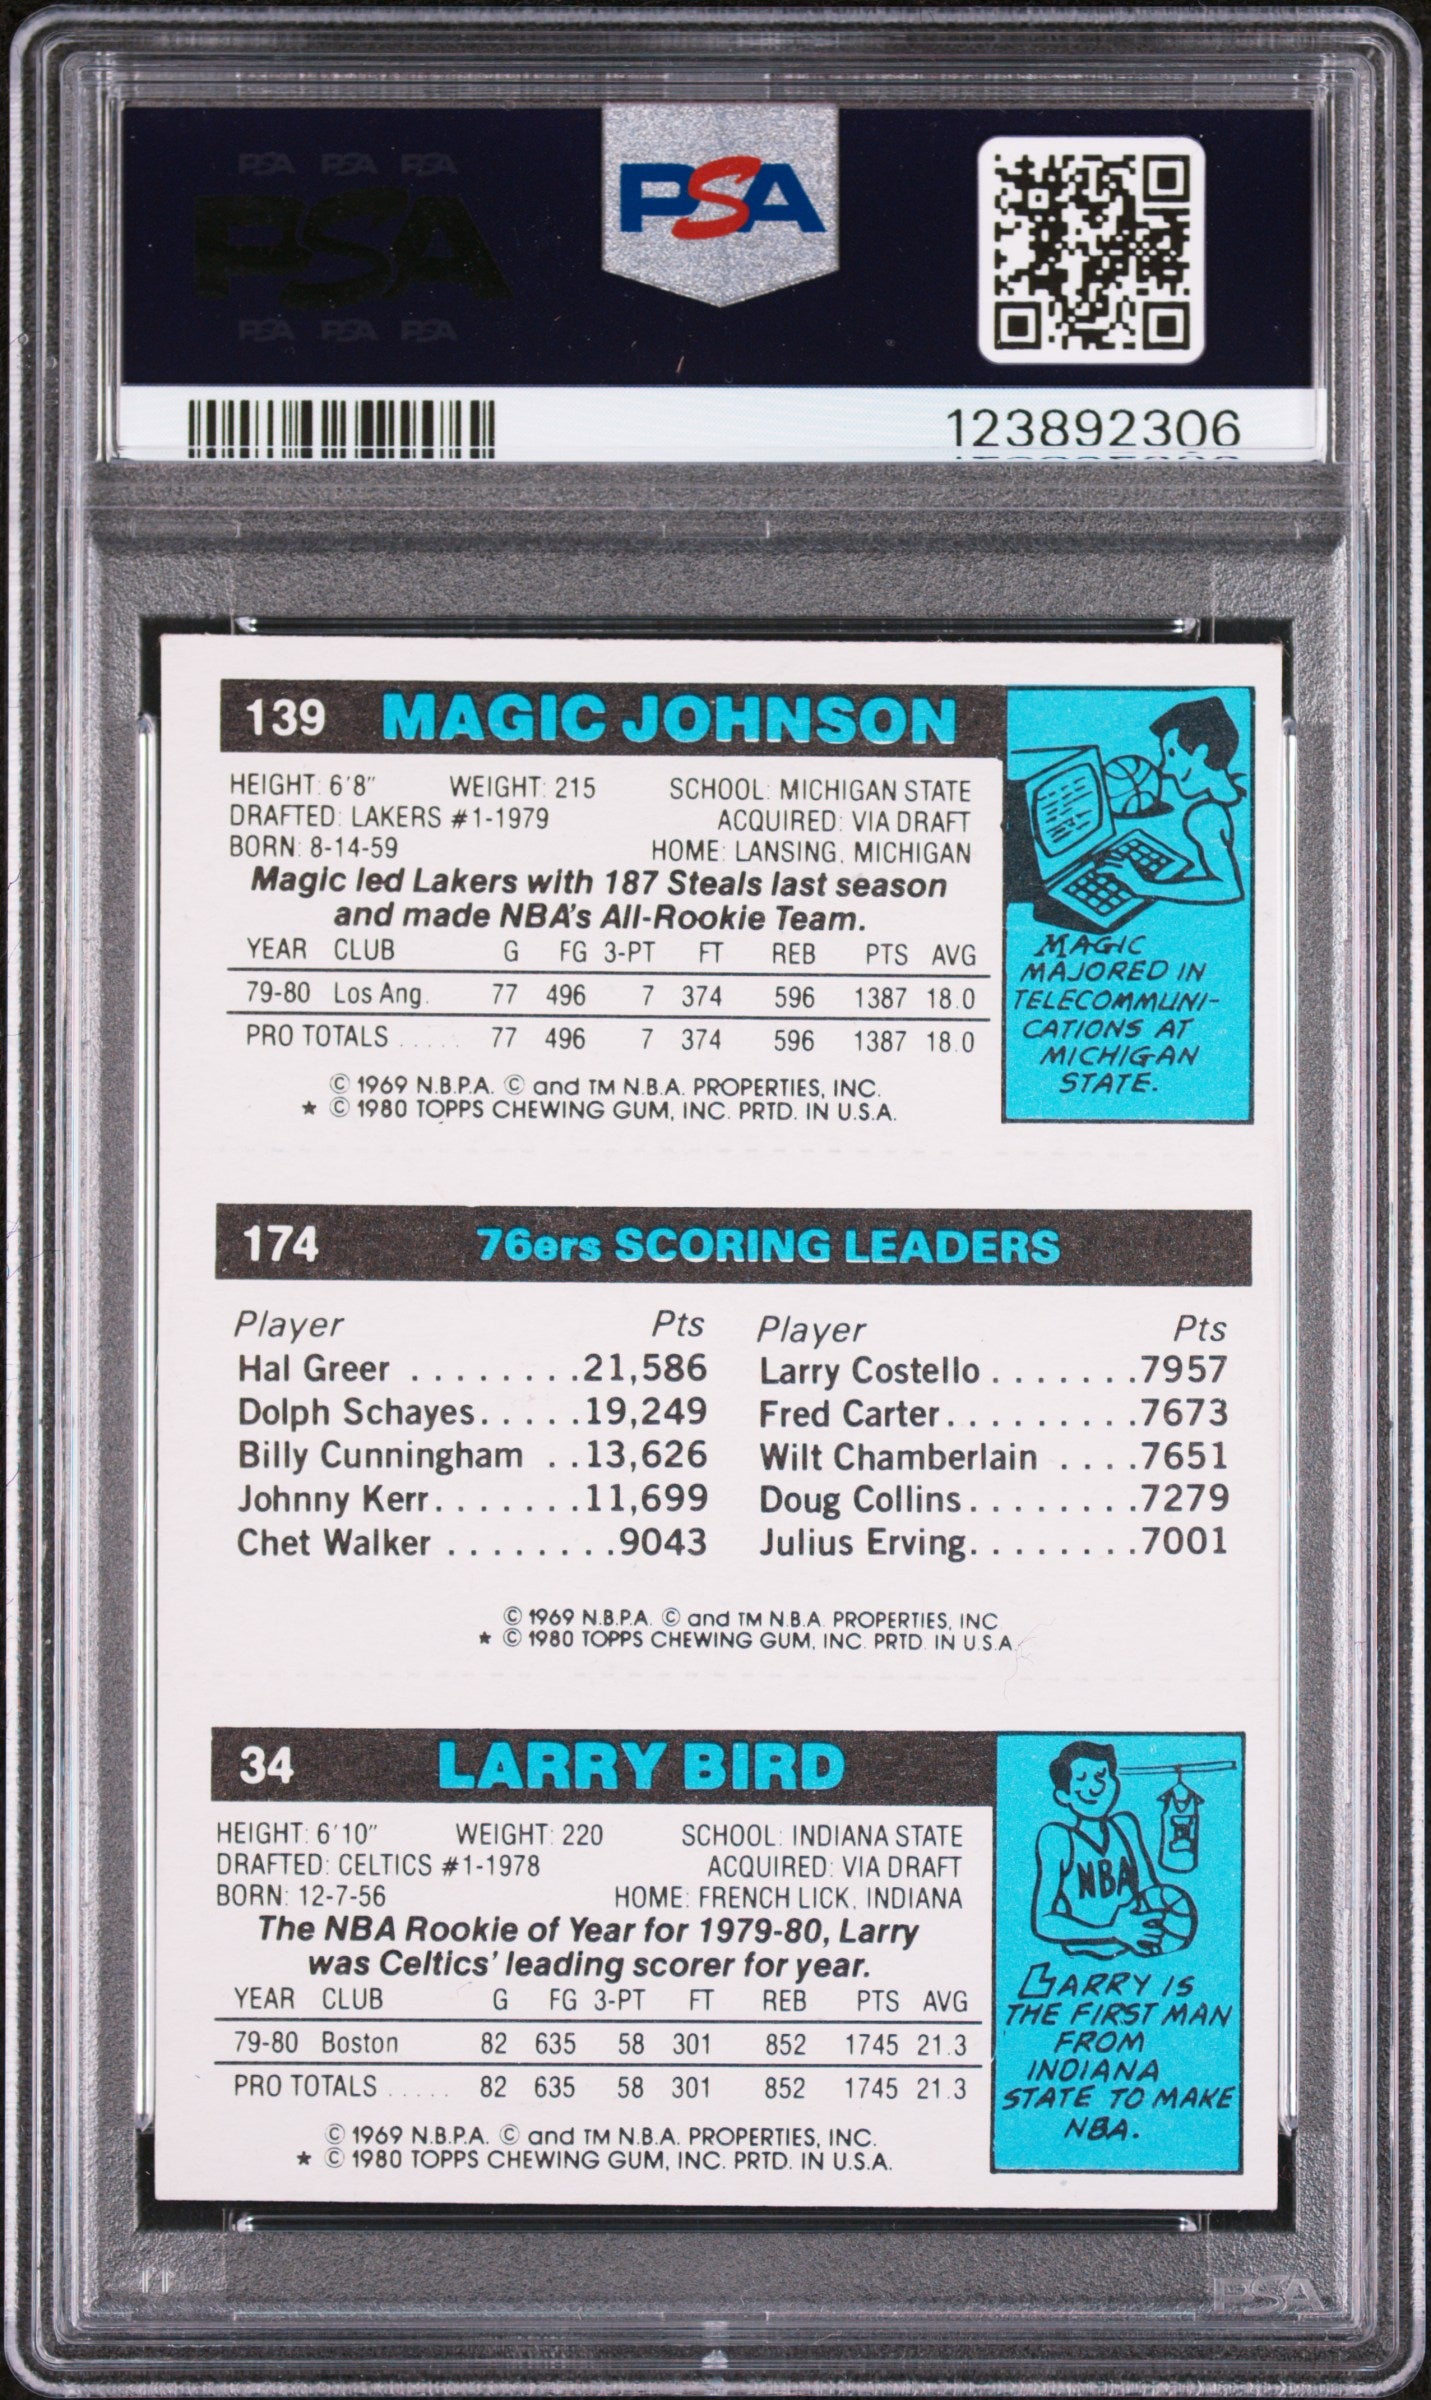 PSA PSA PSA
PSA
PSA PSA PSA
PSA
123892306
139 MAGIC JOHNSON
HEIGHT: 6'8" WEIGHT: 215 SCHOOL: MICHIGAN STATE
DRAFTED: LAKERS #1-1979 ACQUIRED: VIA DRAFT
BORN: 8-14-59 HOME: LANSING, MICHIGAN
Magic led Lakers with 187 Steals last season
and made NBA's All-Rookie Team.
YEAR CLUB G FG 3-PT FT REB PTS AVG
79-80 Los Ang. 77 496 7 374 596 1387 18.0
PRO TOTALS ..... 77 496 7 374 596 1387 18.0
© 1969 N.B.P.A. © and TM N.B.A. PROPERTIES, INC.
★ © 1980 TOPPS CHEWING GUM, INC. PRTD. IN U.S.A.
MAGIC
MAJORED IN
TELECOMMUNI-
CATIONS AT
MICHIGAN
STATE.
174 76ers SCORING LEADERS
Player Pts Player Pts
Hal Greer ........21,586 Larry Costello .......7957
Dolph Schayes.....19,249 Fred Carter.........7673
Billy Cunningham ..13,626 Wilt Chamberlain ....7651
Johnny Kerr.......11,699 Doug Collins........7279
Chet Walker ........9043 Julius Erving........7001
© 1969 N.B.P.A. © and TM N.B.A. PROPERTIES, INC
★ © 1980 TOPPS CHEWING GUM, INC. PRTD. IN U.S.A.
34 LARRY BIRD
HEIGHT: 6'10" WEIGHT: 220 SCHOOL: INDIANA STATE
DRAFTED: CELTICS #1-1978 ACQUIRED: VIA DRAFT
BORN: 12-7-56 HOME: FRENCH LICK, INDIANA
The NBA Rookie of Year for 1979-80, Larry
was Celtics' leading scorer for year.
YEAR CLUB G FG 3-PT FT REB PTS AVG
79-80 Boston 82 635 58 301 852 1745 21.3
PRO TOTALS ..... 82 635 58 301 852 1745 21.3
© 1969 N.B.P.A. © and TM N.B.A. PROPERTIES, INC.
★ © 1980 TOPPS CHEWING GUM, INC. PRTD. IN U.S.A.
NBA
LARRY IS
THE FIRST MAN
FROM
INDIANA
STATE TO MAKE
NBA.
PSA